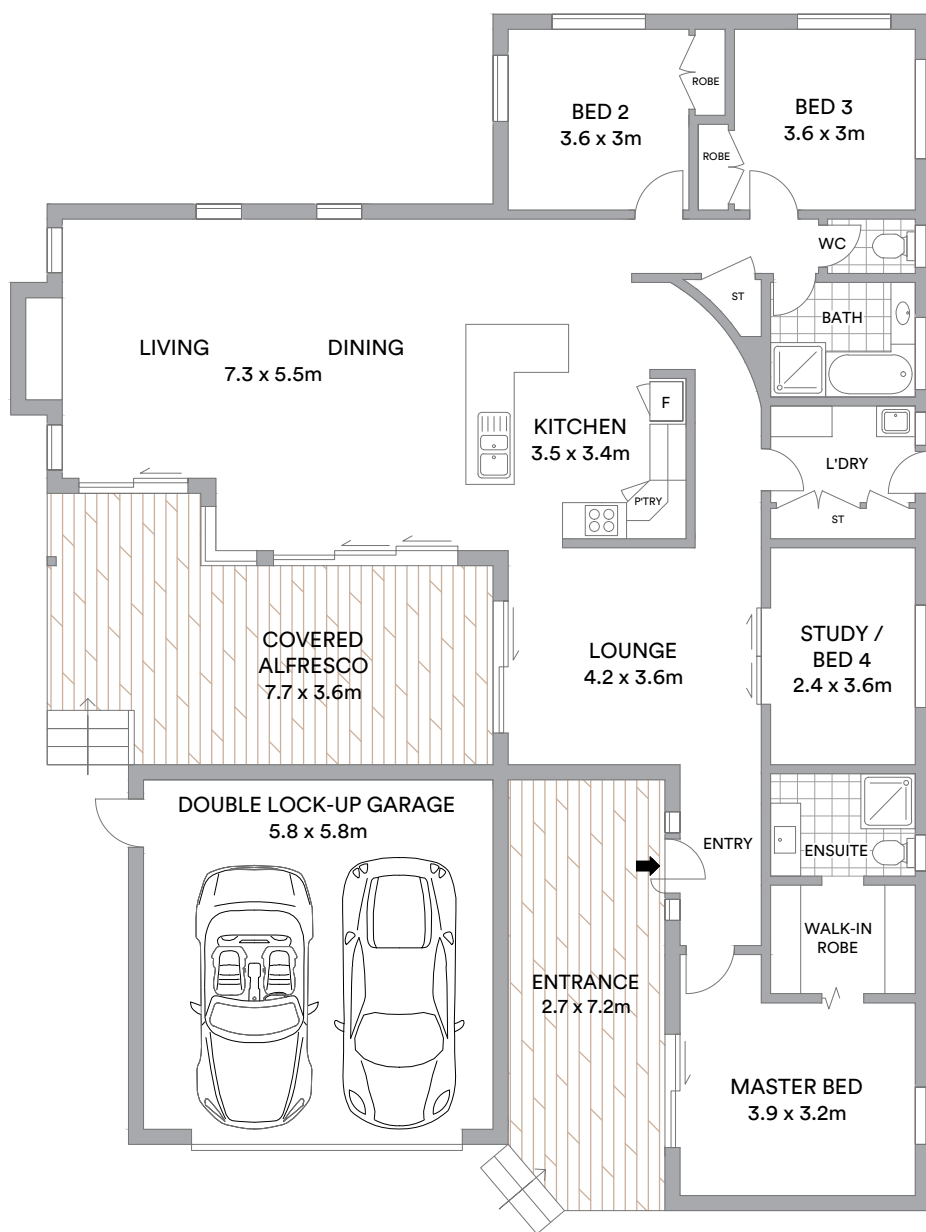 BED 2
3.6 x 3m
ROBE
BED 3
3.6 x 3m
ROBE
WC
ST
BATH
LIVING
DINING
7.3 x 5.5m
F
KITCHEN
3.5 x 3.4m
P'TRY
L'DRY
ST
COVERED
ALFRESCO
7.7 x 3.6m
LOUNGE
4.2 x 3.6m
STUDY /
BED 4
2.4 x 3.6m
DOUBLE LOCK-UP GARAGE
5.8 x 5.8m
ENTRY
ENSUITE
WALK-IN
ROBE
ENTRANCE
2.7 x 7.2m
MASTER BED
3.9 x 3.2m